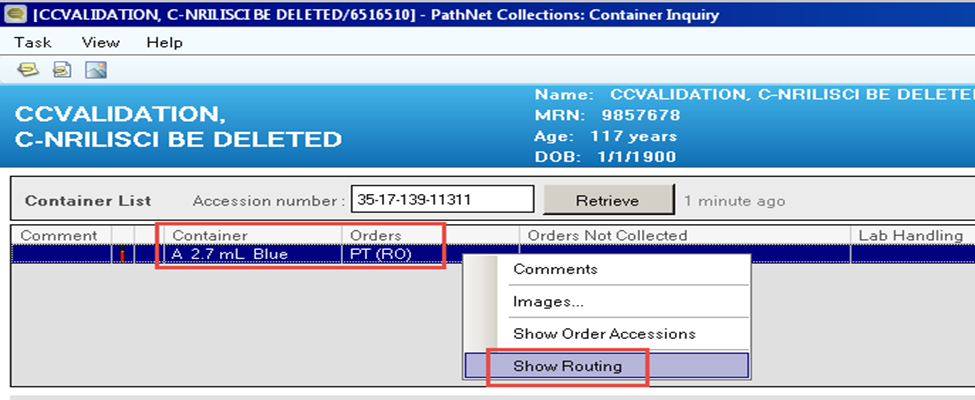 [CCVALIDATION, C-NRILISCI BE DELETED/6516510] - PathNet Collections: Container Inquiry
Task View Help
CCVALIDATION,
C-NRILISCI BE DELETED
Name: CCVALIDATION, C-NRILISCI BE DELETE
MRN: 9857678
Age: 117 years
DOB: 1/1/1900
Container List Accession number: 35-17-139-11311 Retrieve 1 minute ago
Comment Container Orders Orders Not Collected Lab Handling
A 2.7 mL Blue PT (RO)
Comments
Images...
Show Order Accessions
Show Routing